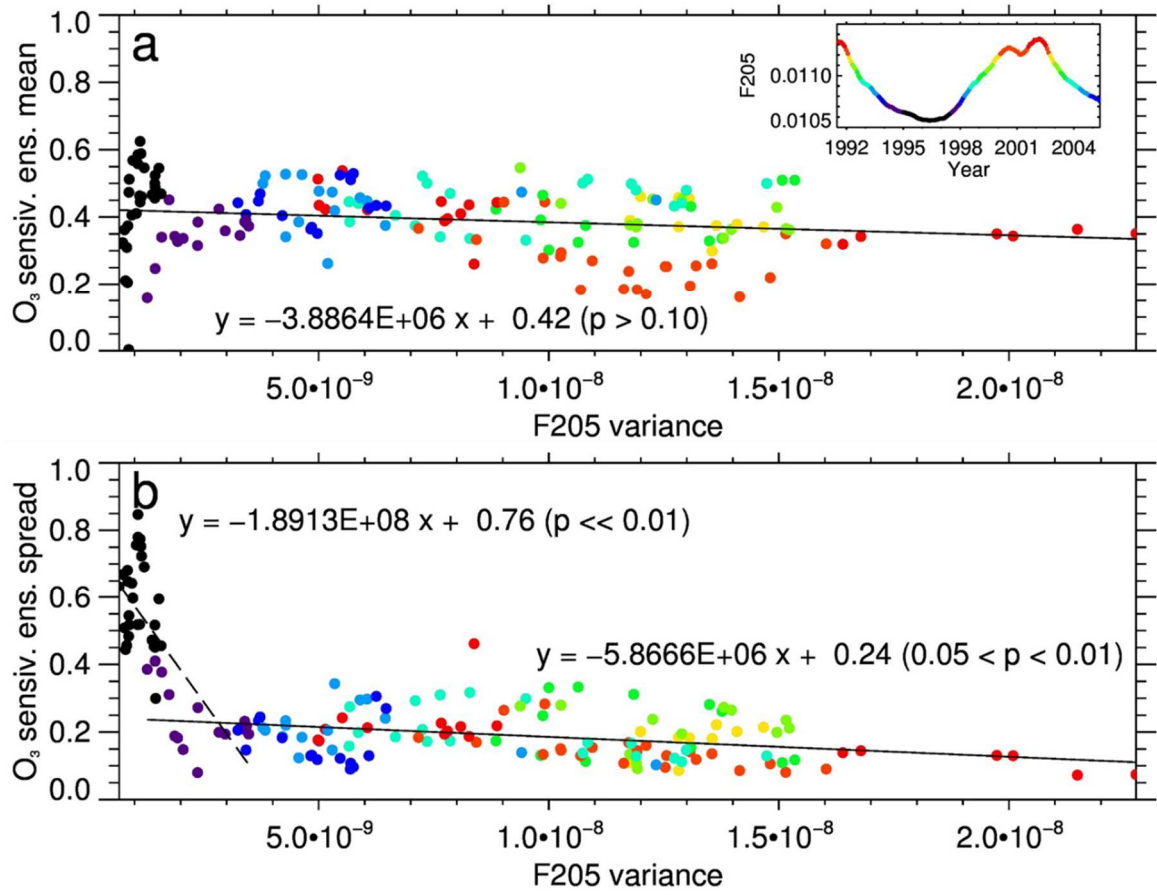 a
O₃ sensiv. ens. mean
1.0
0.8
0.6
0.4
0.2
0.0
F205
0.0110
0.0105
1992 1995 1998 2001 2004
Year
y = −3.8864E+06 x + 0.42 (p > 0.10)
5.0•10⁻⁹ 1.0•10⁻⁸ 1.5•10⁻⁸ 2.0•10⁻⁸
F205 variance
b
O₃ sensiv. ens. spread
1.0
0.8
0.6
0.4
0.2
0.0
y = −1.8913E+08 x + 0.76 (p << 0.01)
y = −5.8666E+06 x + 0.24 (0.05 < p < 0.01)
5.0•10⁻⁹ 1.0•10⁻⁸ 1.5•10⁻⁸ 2.0•10⁻⁸
F205 variance